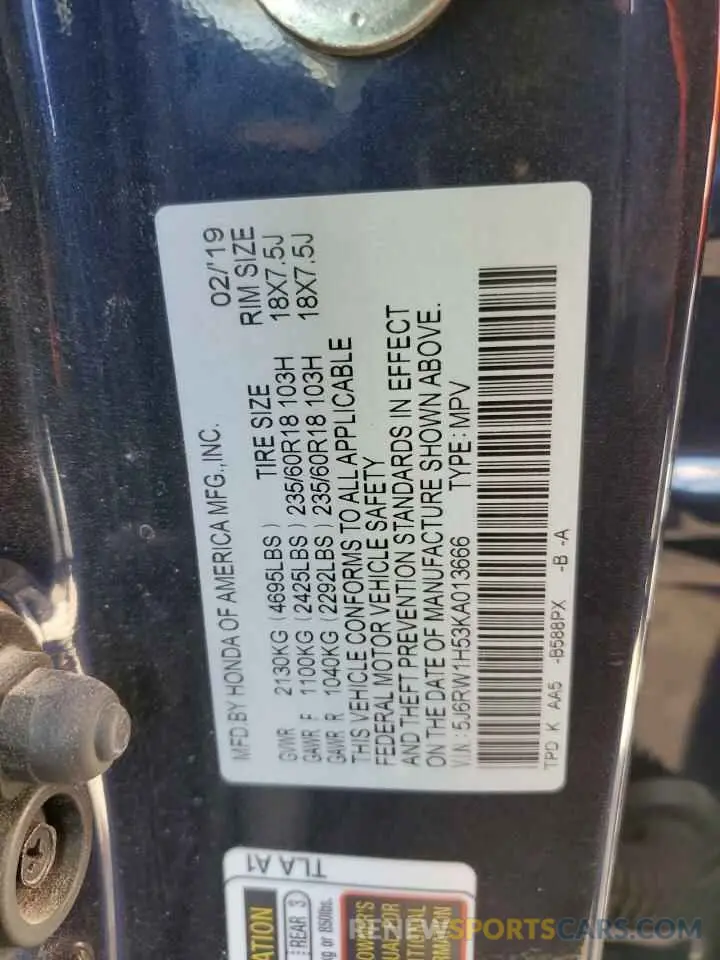 MFD.BY HONDA OF AMERICA MFG.,INC. 02/'19
TIRE SIZE RIM SIZE
GVWR 2130KG (4695LBS)
GAWR F 1100KG (2425LBS) 235/60R18 103H 18X7.5J
GAWR R 1040KG (2292LBS) 235/60R18 103H 18X7.5J
THIS VEHICLE CONFORMS TO ALL APPLICABLE
FEDERAL MOTOR VEHICLE SAFETY
AND THEFT PREVENTION STANDARDS IN EFFECT
ON THE DATE OF MANUFACTURE SHOWN ABOVE.
V.I.N.: 5J6RW1H53KA013666 TYPE: MPV
TPD K AA5 -B588PX -B -A
TLA A1
REAR 3
850lbs.
RENEWSPORTSCARS.COM